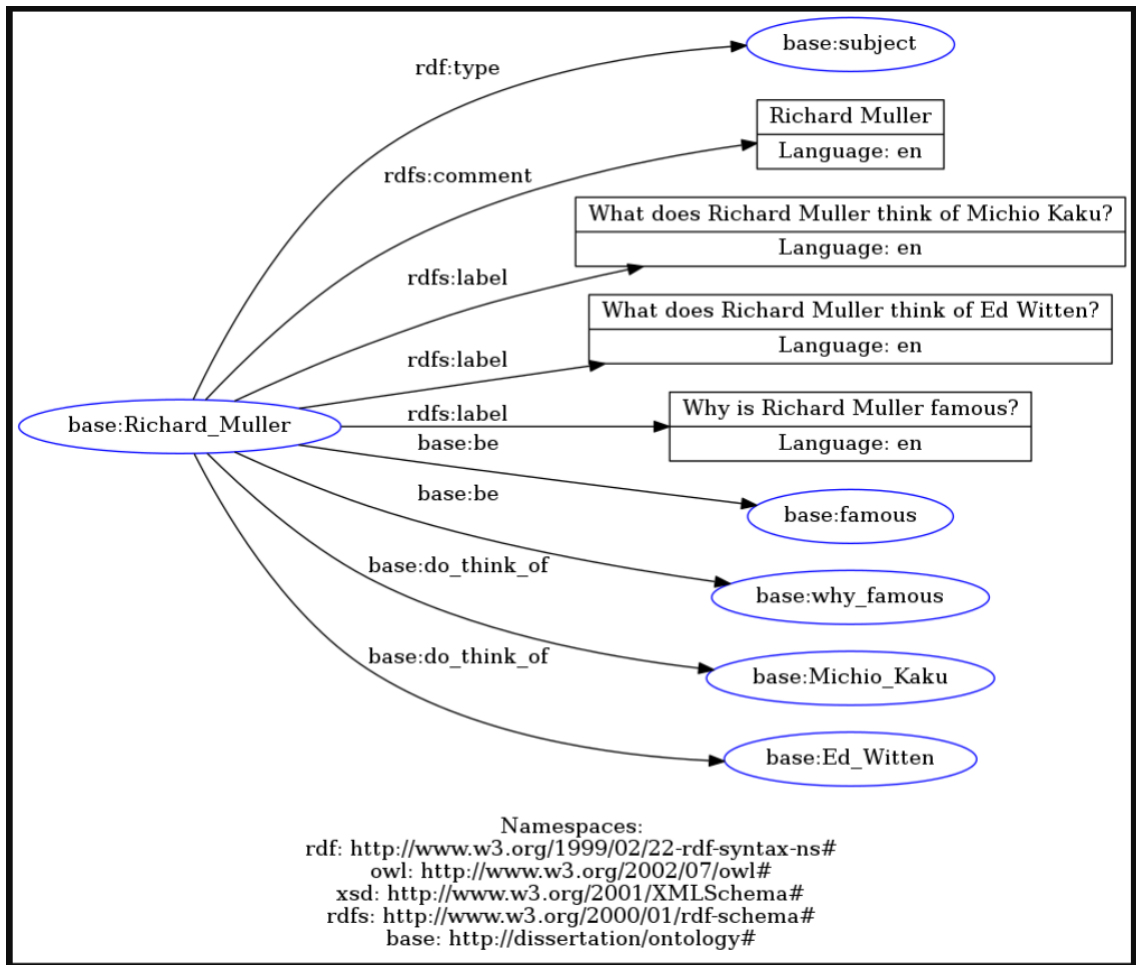 base:subject
rdf:type
Richard Muller
Language: en
rdfs:comment
What does Richard Muller think of Michio Kaku?
Language: en
rdfs:label
What does Richard Muller think of Ed Witten?
Language: en
rdfs:label
Why is Richard Muller famous?
Language: en
rdfs:label
base:Richard_Muller
base:be
base:famous
base:be
base:why_famous
base:do_think_of
base:Michio_Kaku
base:do_think_of
base:Ed_Witten
Namespaces:
rdf: http://www.w3.org/1999/02/22-rdf-syntax-ns#
owl: http://www.w3.org/2002/07/owl#
xsd: http://www.w3.org/2001/XMLSchema#
rdfs: http://www.w3.org/2000/01/rdf-schema#
base: http://dissertation/ontology#